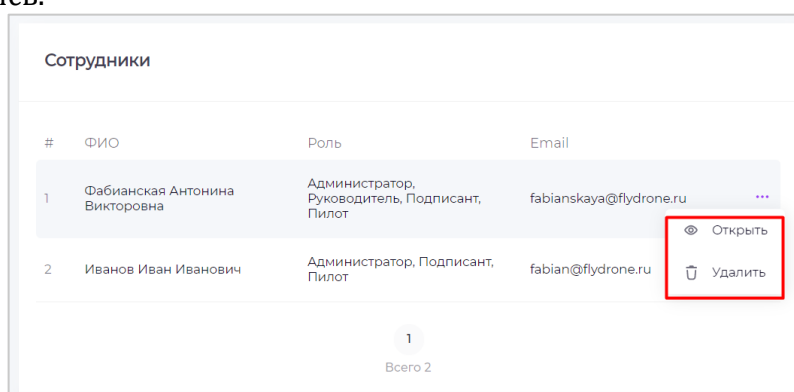 Сотрудники
# ФИО Роль Email
1 Фабианская Антонина Викторовна Администратор, Руководитель, Подписант, Пилот fabianskaya@flydrone.ru ...
Открыть
2 Иванов Иван Иванович Администратор, Подписант, Пилот fabian@flydrone.ru
Удалить
1
Всего 2